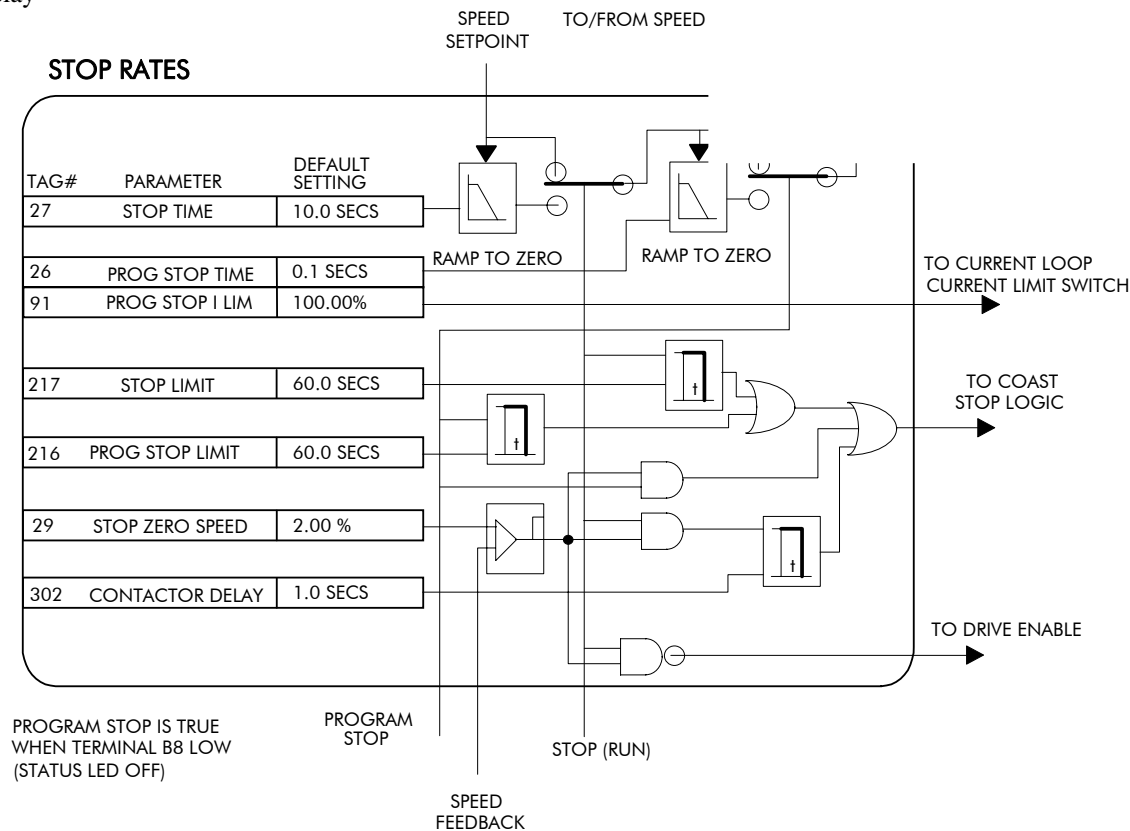 SPEED
SETPOINT
TO/FROM SPEED
STOP RATES
TAG# PARAMETER DEFAULT
SETTING
27 STOP TIME 10.0 SECS
26 PROG STOP TIME 0.1 SECS
91 PROG STOP I LIM 100.00%
217 STOP LIMIT 60.0 SECS
216 PROG STOP LIMIT 60.0 SECS
29 STOP ZERO SPEED 2.00 %
302 CONTACTOR DELAY 1.0 SECS
RAMP TO ZERO
RAMP TO ZERO
t
t
t
TO CURRENT LOOP
CURRENT LIMIT SWITCH
TO COAST
STOP LOGIC
TO DRIVE ENABLE
PROGRAM STOP IS TRUE
WHEN TERMINAL B8 LOW
(STATUS LED OFF)
PROGRAM
STOP
STOP (RUN)
SPEED
FEEDBACK